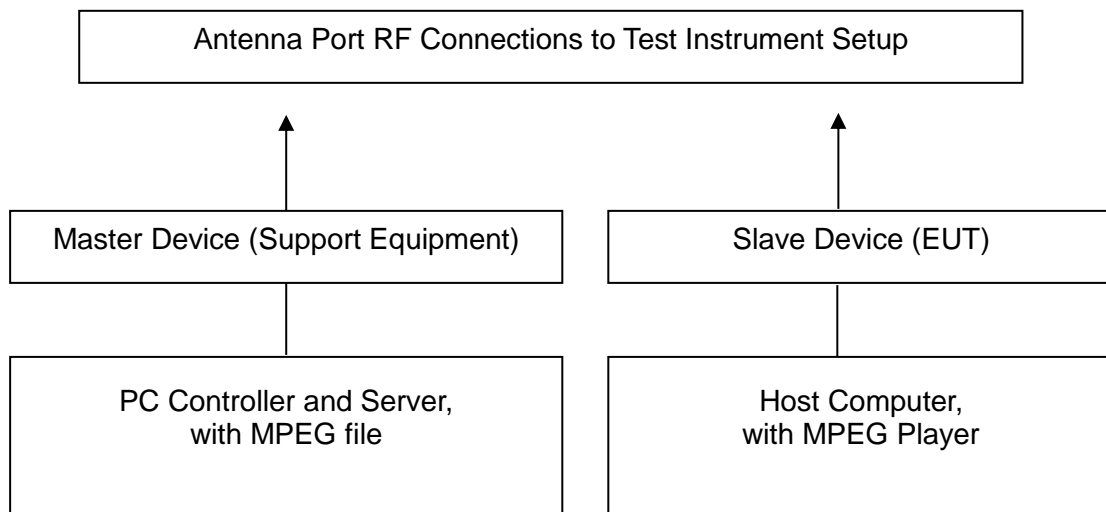 Antenna Port RF Connections to Test Instrument Setup
Master Device (Support Equipment)
Slave Device (EUT)
PC Controller and Server,
with MPEG file
Host Computer,
with MPEG Player